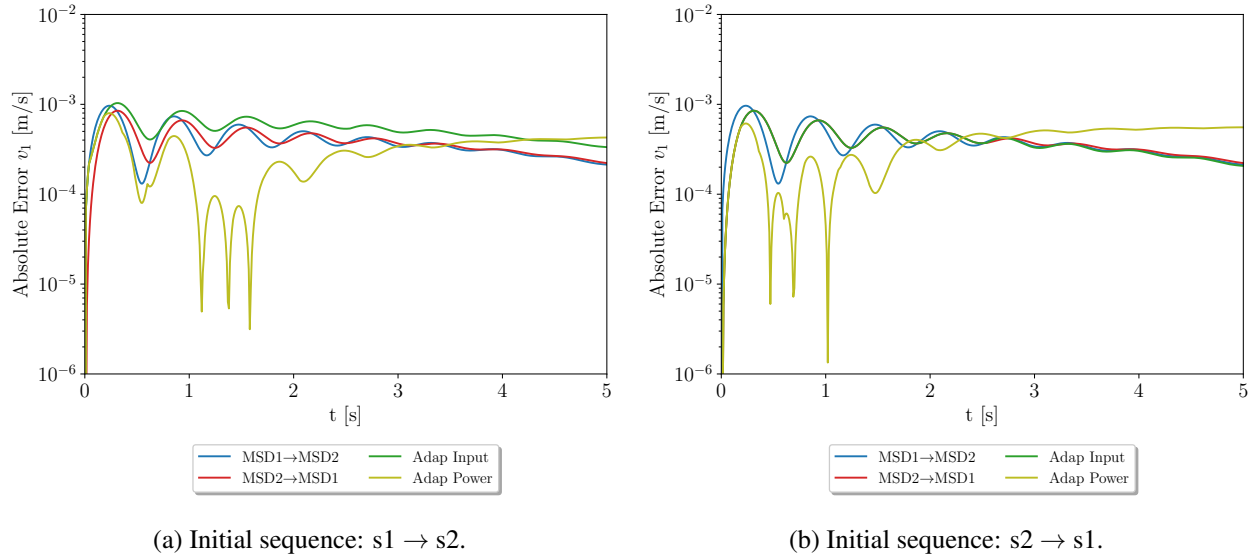 10⁻²
10⁻³
10⁻⁴
10⁻⁵
10⁻⁶
Absolute Error v₁ [m/s]
0 1 2 3 4 5
t [s]
MSD1→MSD2 Adap Input
MSD2→MSD1 Adap Power
(a) Initial sequence: s1 → s2.
10⁻²
10⁻³
10⁻⁴
10⁻⁵
10⁻⁶
Absolute Error v₁ [m/s]
0 1 2 3 4 5
t [s]
MSD1→MSD2 Adap Input
MSD2→MSD1 Adap Power
(b) Initial sequence: s2 → s1.